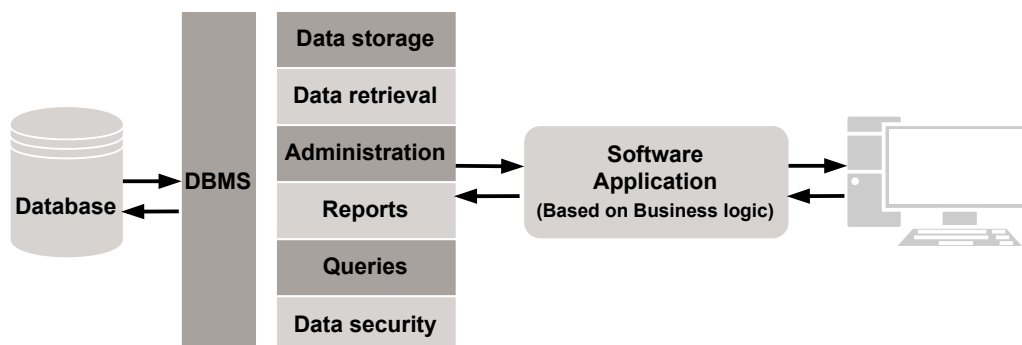 Database
DBMS
Data storage
Data retrieval
Administration
Reports
Queries
Data security
Software
Application
(Based on Business logic)